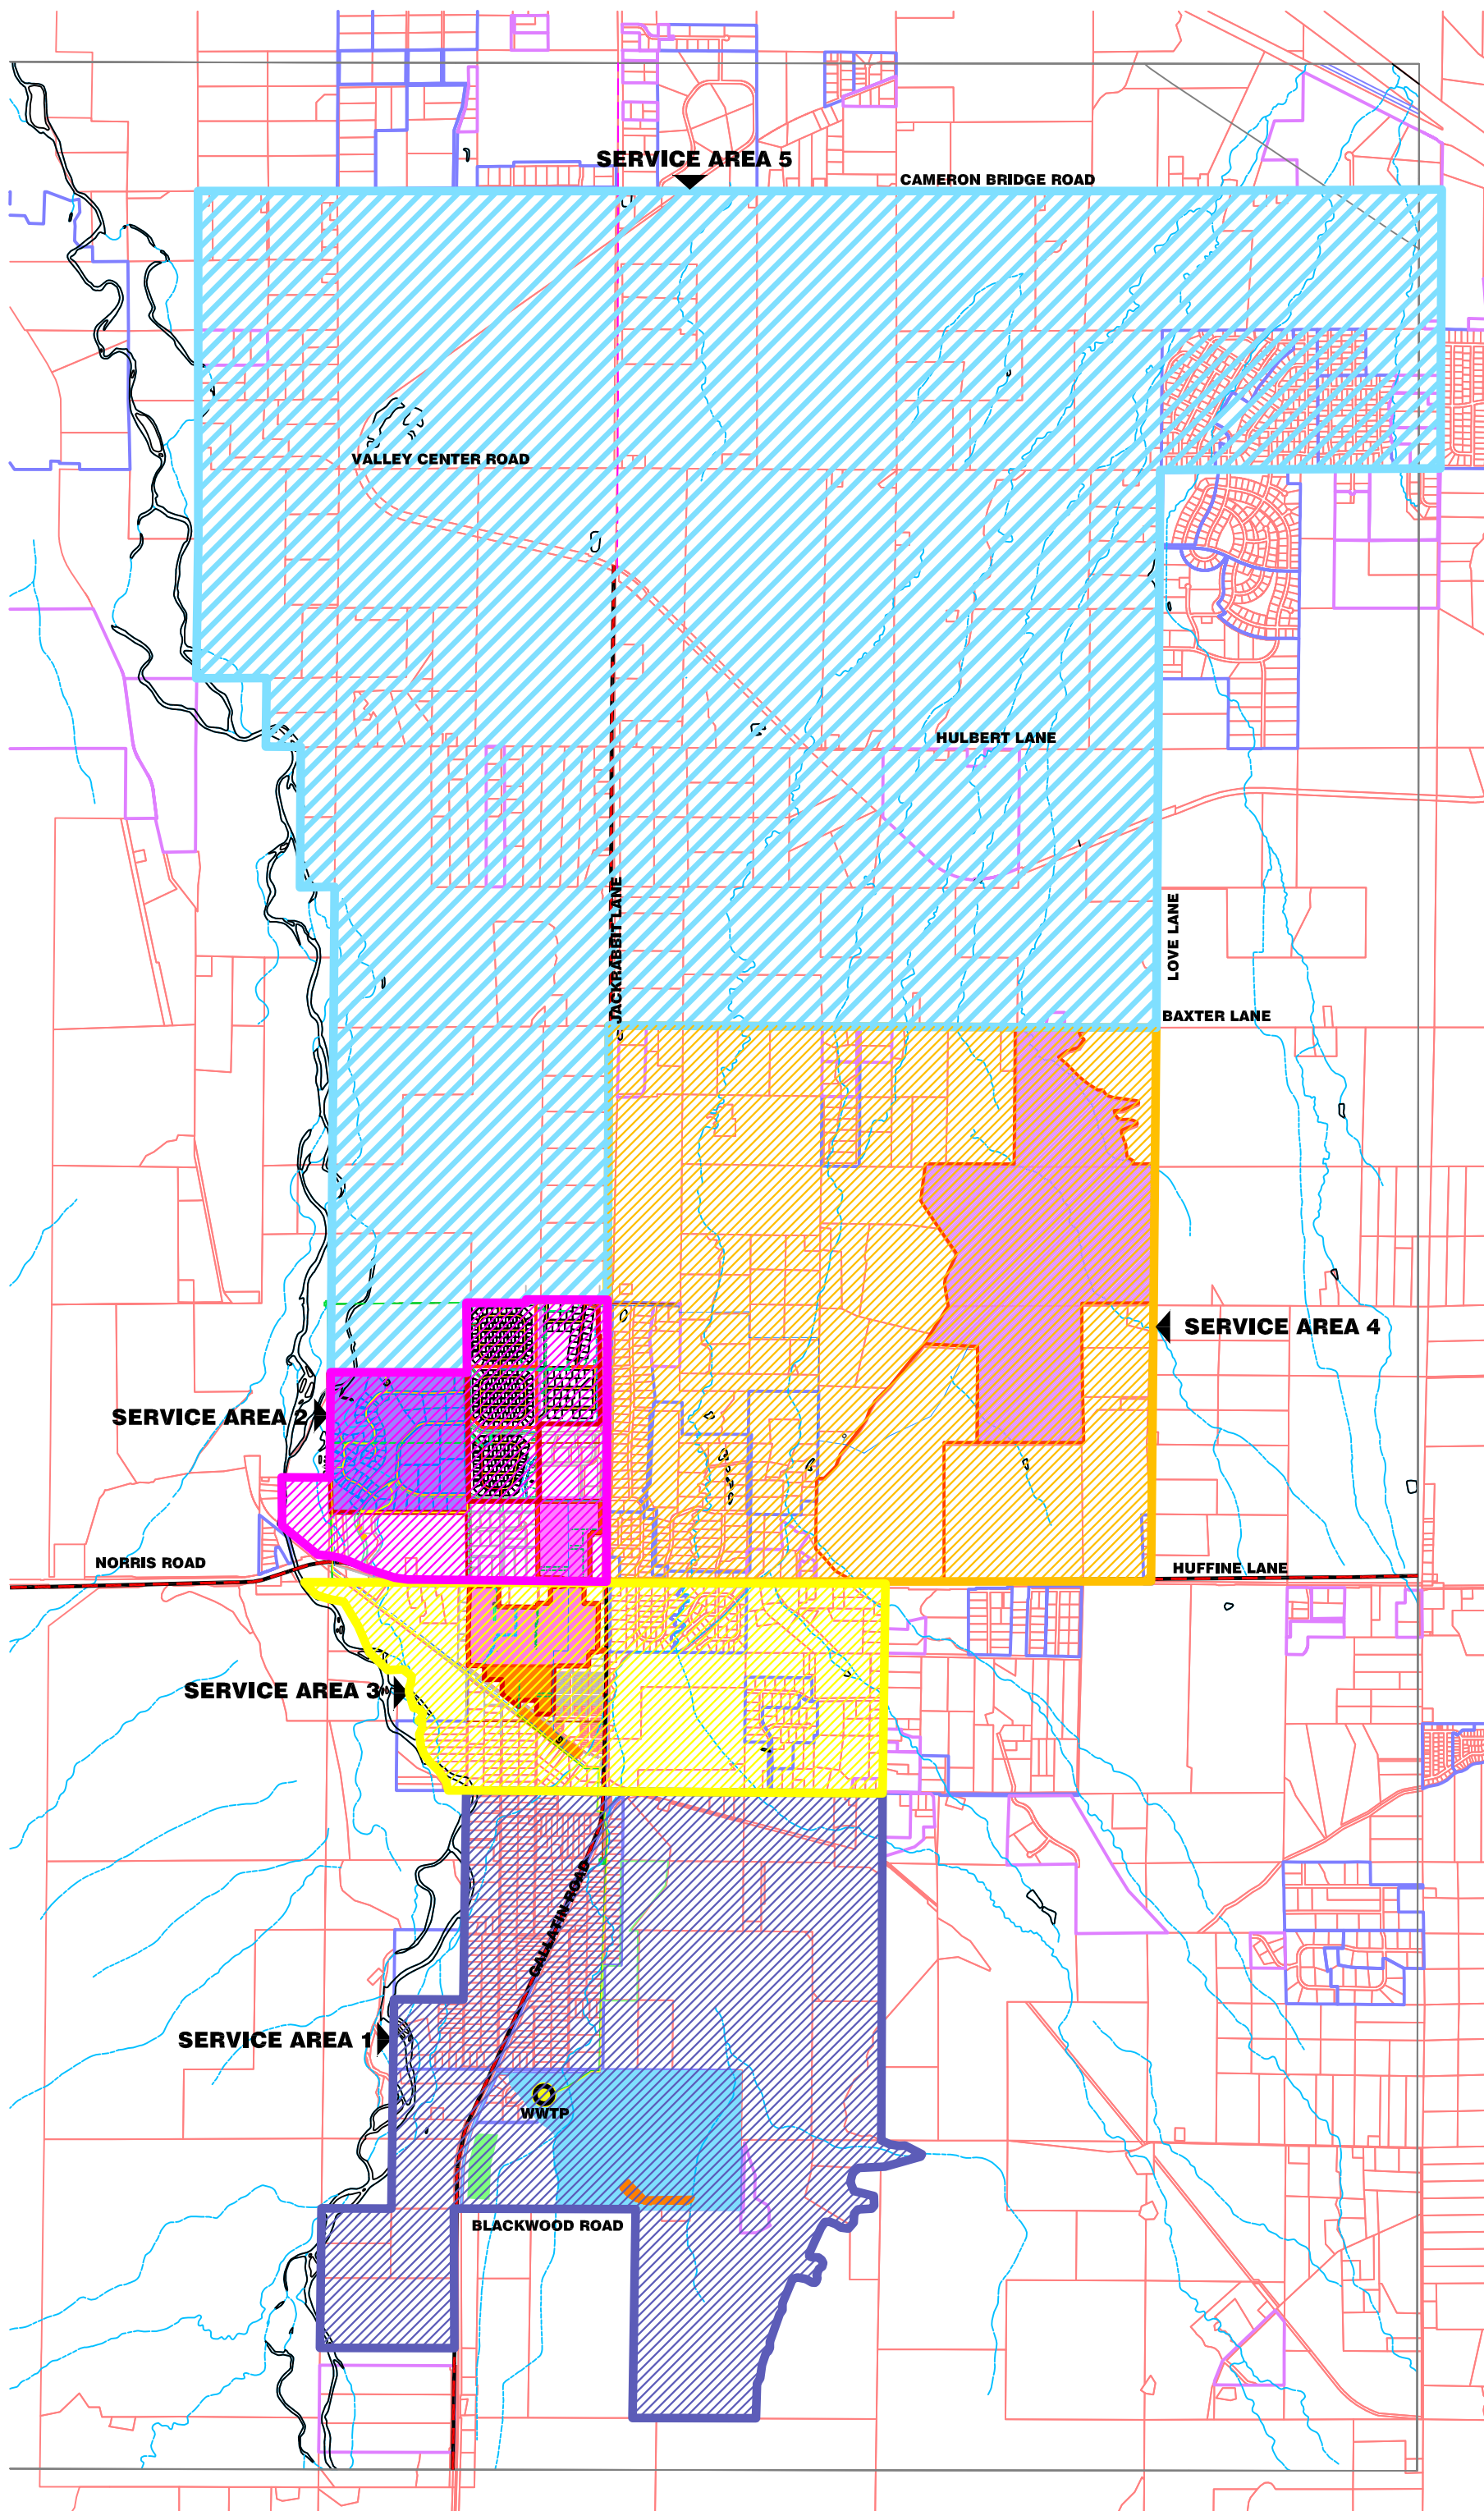 SERVICE AREA 5
CAMERON BRIDGE ROAD
VALLEY CENTER ROAD
HULBERT LANE
JACKRABBIT LANE
LOVE LANE
BAXTER LANE
SERVICE AREA 4
SERVICE AREA 2
NORRIS ROAD
HUFFINE LANE
SERVICE AREA 3
GALLATIN ROAD
SERVICE AREA 1
WWTP
BLACKWOOD ROAD